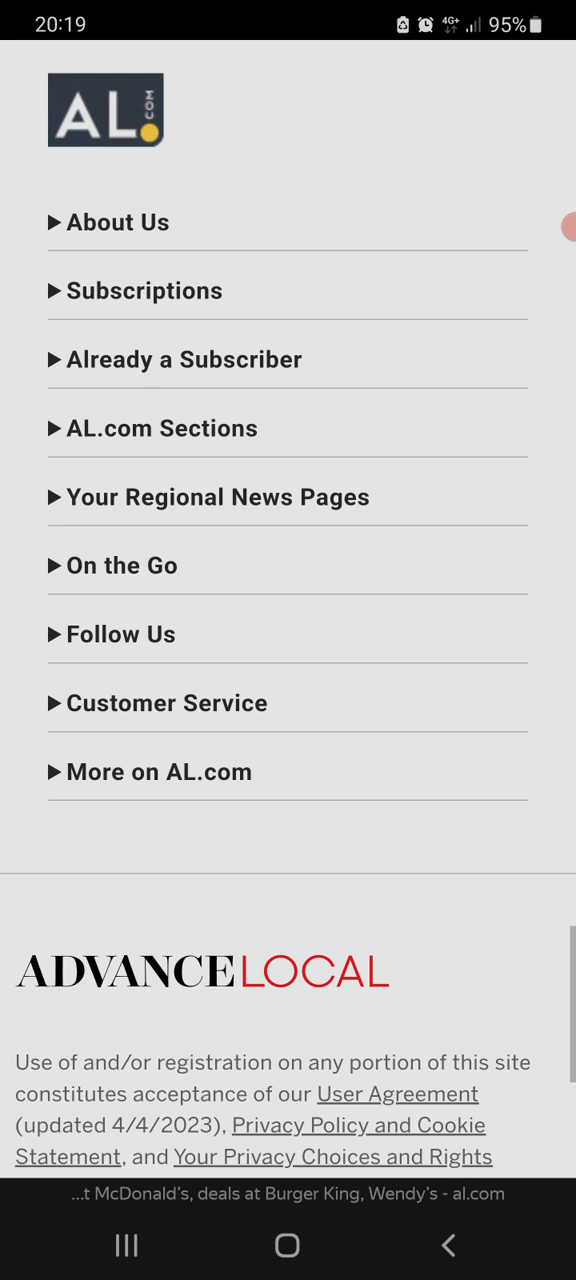 20:19
4G+
95%
AL.COM
About Us
Subscriptions
Already a Subscriber
AL.com Sections
Your Regional News Pages
On the Go
Follow Us
Customer Service
More on AL.com
ADVANCE LOCAL
Use of and/or registration on any portion of this site
constitutes acceptance of our User Agreement
(updated 4/4/2023), Privacy Policy and Cookie
Statement, and Your Privacy Choices and Rights
...t McDonald's, deals at Burger King, Wendy's - al.com